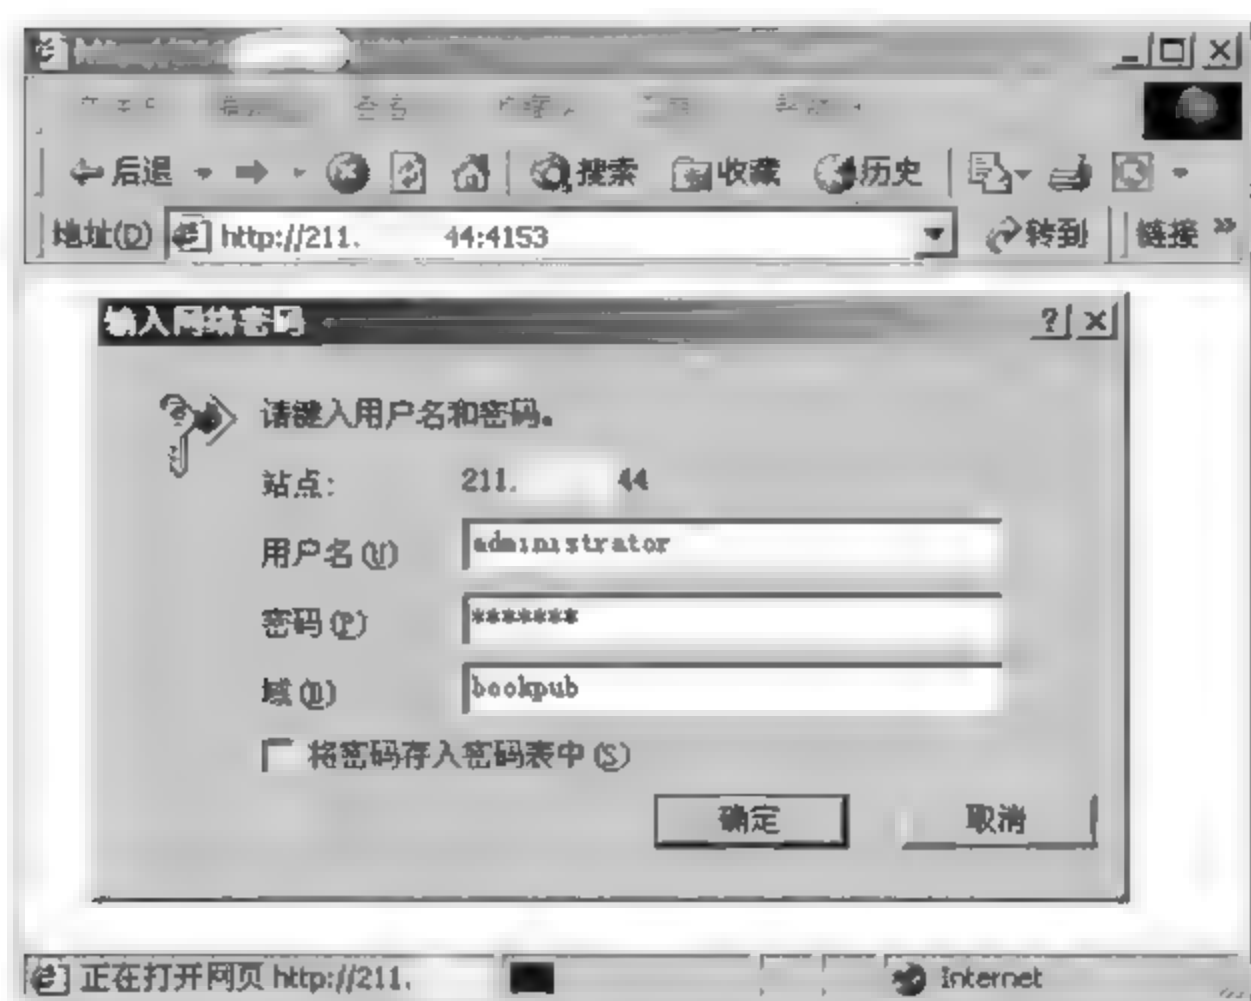 后退 搜索 收藏 历史
地址(D) http://211. 44:4153 转到 链接 »
输入网络密码
请键入用户名和密码。
站点: 211. 44
用户名(U) administrator
密码(P) *******
域(D) bookpub
将密码存入密码表中(S)
确定 取消
正在打开网页 http://211. Internet